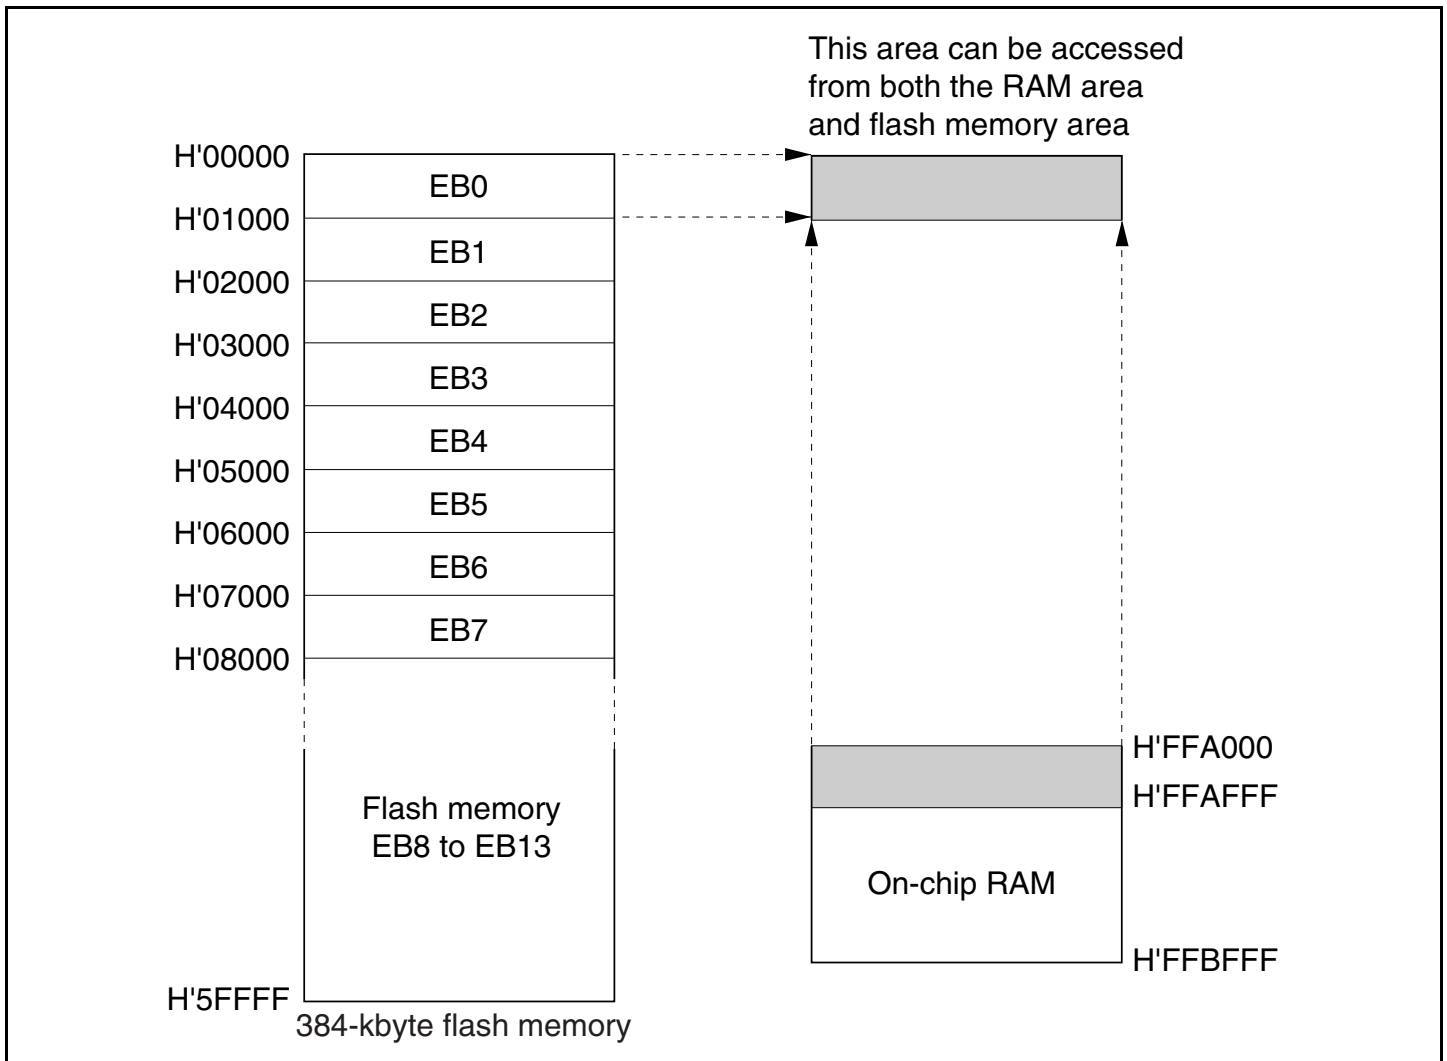 This area can be accessed
from both the RAM area
and flash memory area
H'00000
EB0
H'01000
EB1
H'02000
EB2
H'03000
EB3
H'04000
EB4
H'05000
EB5
H'06000
EB6
H'07000
EB7
H'08000
Flash memory
EB8 to EB13
H'5FFFF
384-kbyte flash memory
H'FFA000
H'FFAFFF
On-chip RAM
H'FFBFFF